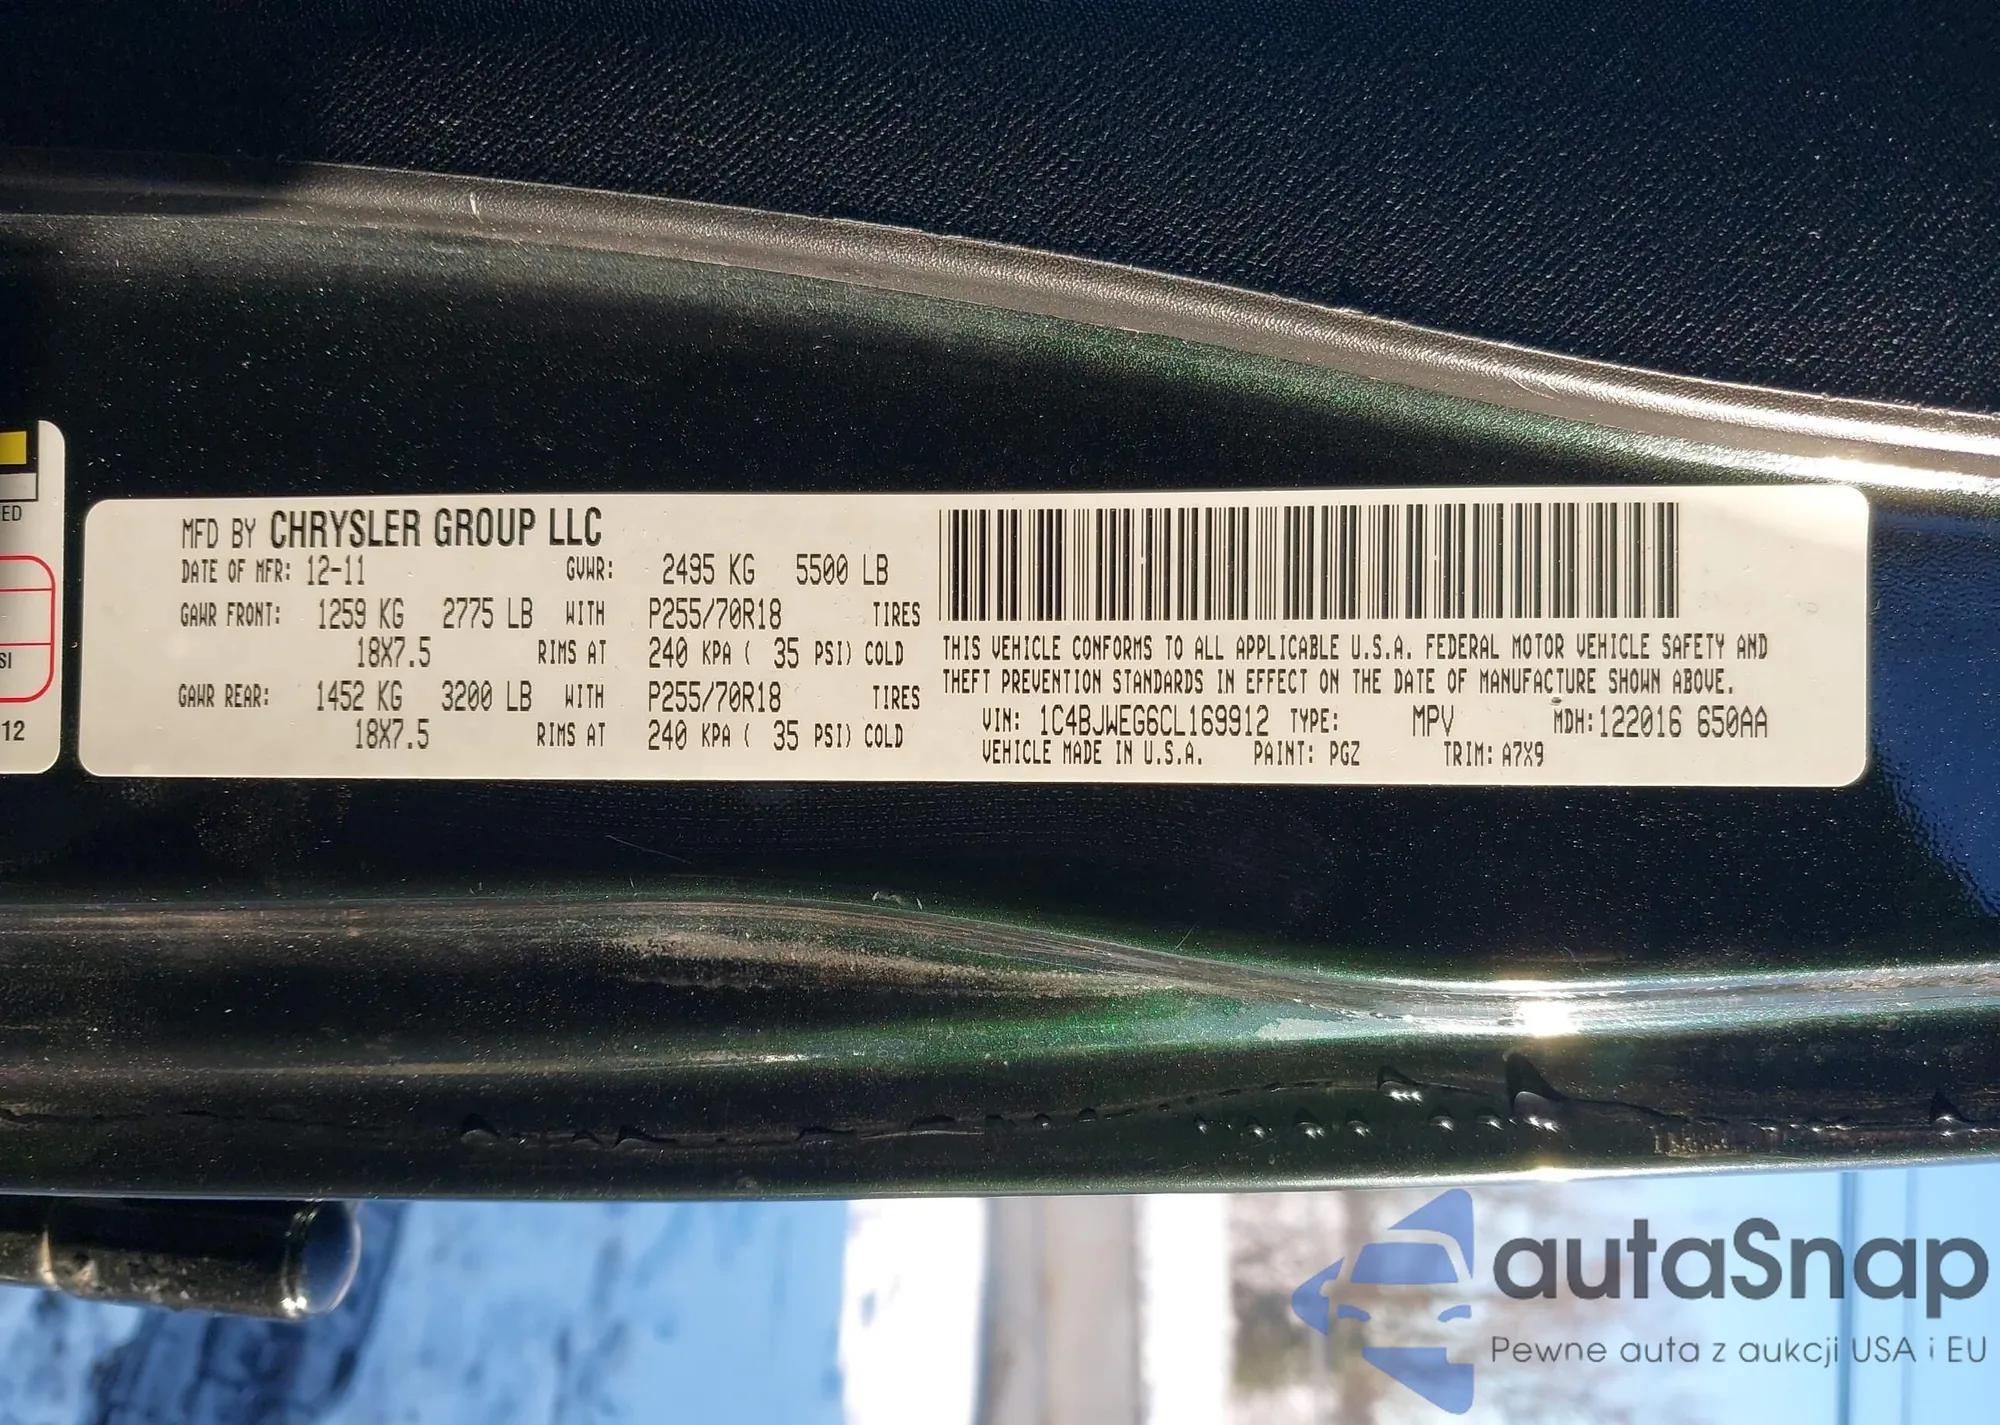 ED
SI
12
MFD BY CHRYSLER GROUP LLC
DATE OF MFR: 12-11 GVWR: 2495 KG 5500 LB
GAWR FRONT: 1259 KG 2775 LB WITH P255/70R18 TIRES
18X7.5 RIMS AT 240 KPA ( 35 PSI) COLD
GAWR REAR: 1452 KG 3200 LB WITH P255/70R18 TIRES
18X7.5 RIMS AT 240 KPA ( 35 PSI) COLD
THIS VEHICLE CONFORMS TO ALL APPLICABLE U.S.A. FEDERAL MOTOR VEHICLE SAFETY AND
THEFT PREVENTION STANDARDS IN EFFECT ON THE DATE OF MANUFACTURE SHOWN ABOVE.
VIN: 1C4BJWEG6CL169912 TYPE: MPV MDH: 122016 650AA
VEHICLE MADE IN U.S.A. PAINT: PGZ TRIM: A7X9
autaSnap
Pewne auta z aukcji USA i EU